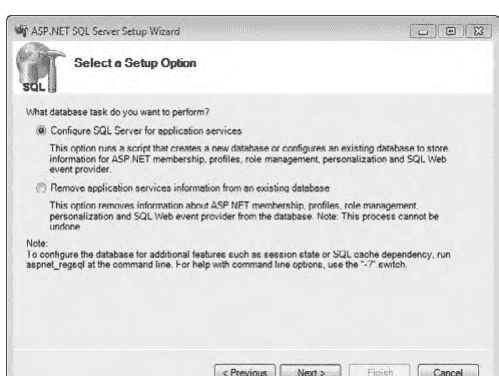 ASP.NET SQL Server Setup Wizard
Select a Setup Option
SQL
What database task do you want to perform?
Configure SQL Server for application services
This option runs a script that creates a new database or configures an existing database to store
information for ASP.NET membership, profiles, role management, personalization and SQL Web
event provider.
Remove application services information from an existing database
This option removes information about ASP.NET membership, profiles, role management,
personalization and SQL Web event provider from the database. Note: This process cannot be
undone
Note:
To configure the database for additional features such as session state or SQL cache dependency, run
aspnet_regsql at the command line. For help with command line options, use the "-?" switch.
< Previous Next > Finish Cancel